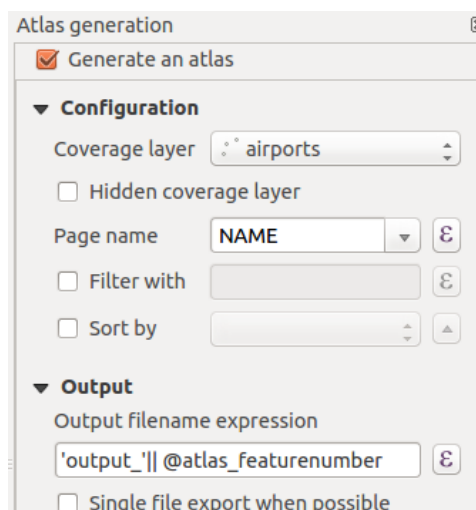 Atlas generation
Generate an atlas
Configuration
Coverage layer airports
Hidden coverage layer
Page name NAME ε
Filter with ε
Sort by
Output
Output filename expression
'output_'|| @atlas_featurenumber ε
Single file export when possible